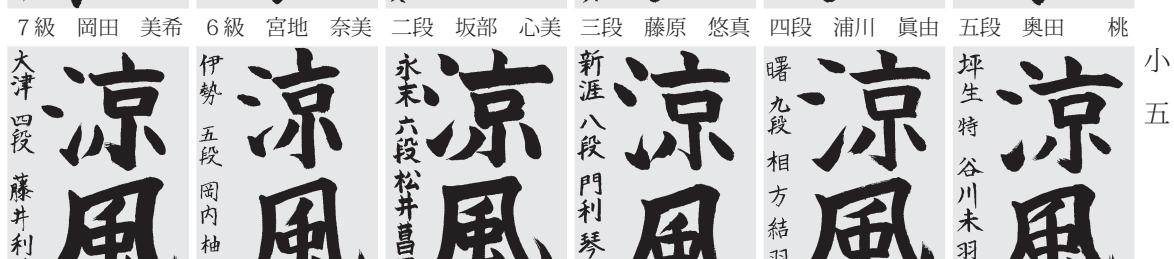 小五
五段 奥田 桃
四段 浦川 眞由
三段 藤原 悠真
二段 坂部 心美
6級 宮地 奈美
7級 岡田 美希
涼風
坪生 特 谷川未羽
涼風
曙 九段 相方結
涼風
新涯 八段 門利琴
涼風
永末 六段 松井菖
涼風
伊勢 五段 岡内柚
涼風
大津 四段 藤井利